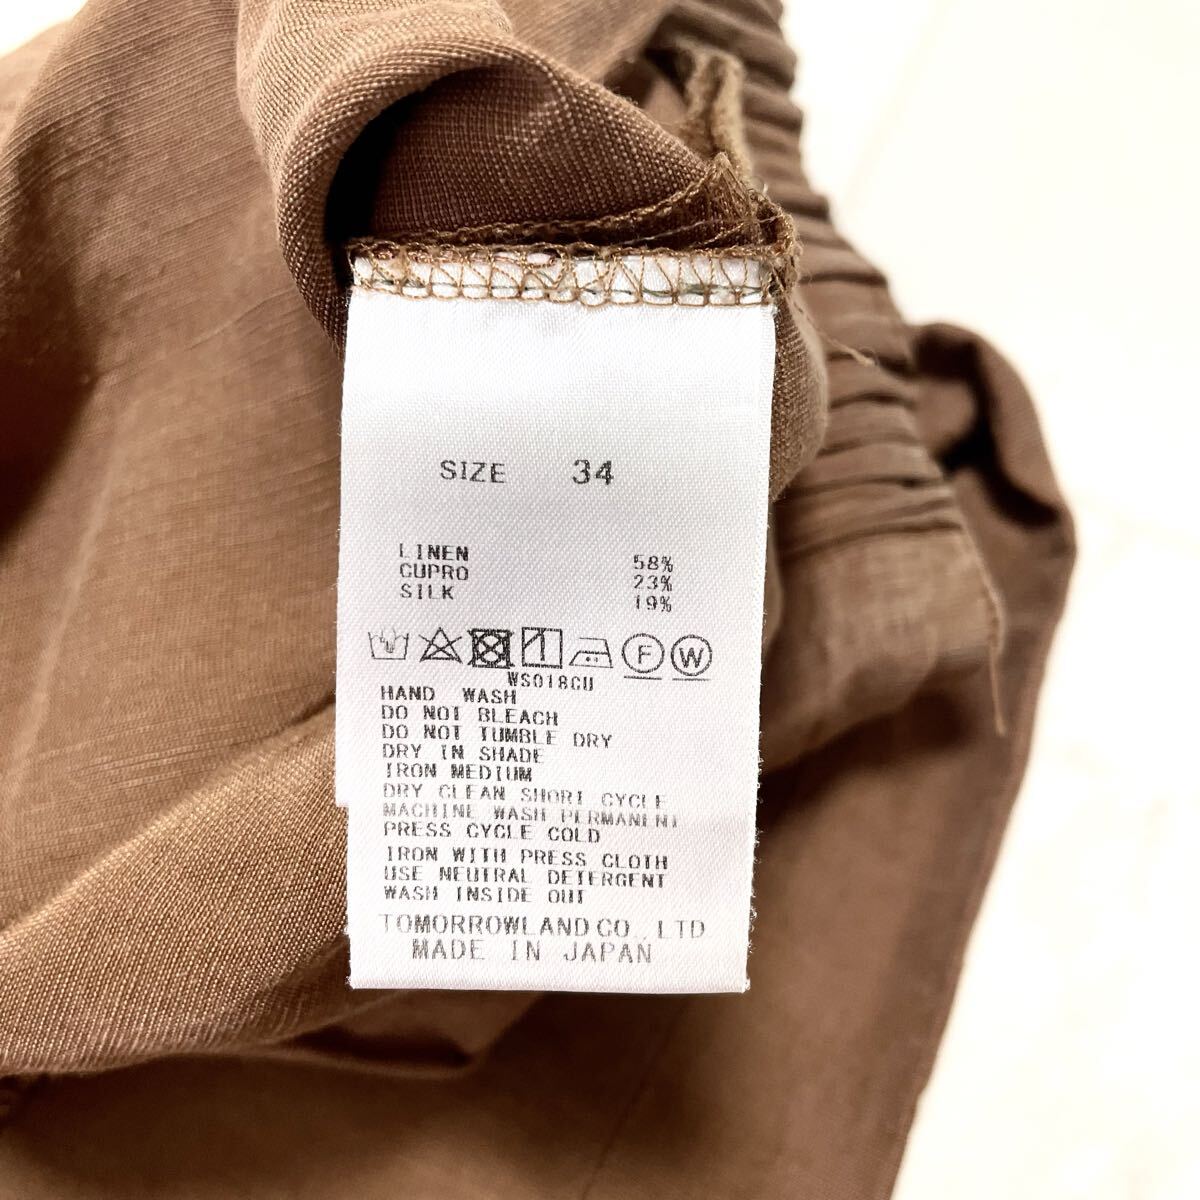 SIZE 34
LINEN 58%
CUPRO 23%
SILK 19%
F W
WS018CU
HAND WASH
DO NOT BLEACH
DO NOT TUMBLE DRY
DRY IN SHADE
IRON MEDIUM
DRY CLEAN SHORT CYCLE
MACHINE WASH PERMANENT
PRESS CYCLE COLD
IRON WITH PRESS CLOTH
USE NEUTRAL DETERGENT
WASH INSIDE OUT
TOMORROWLAND CO., LTD
MADE IN JAPAN